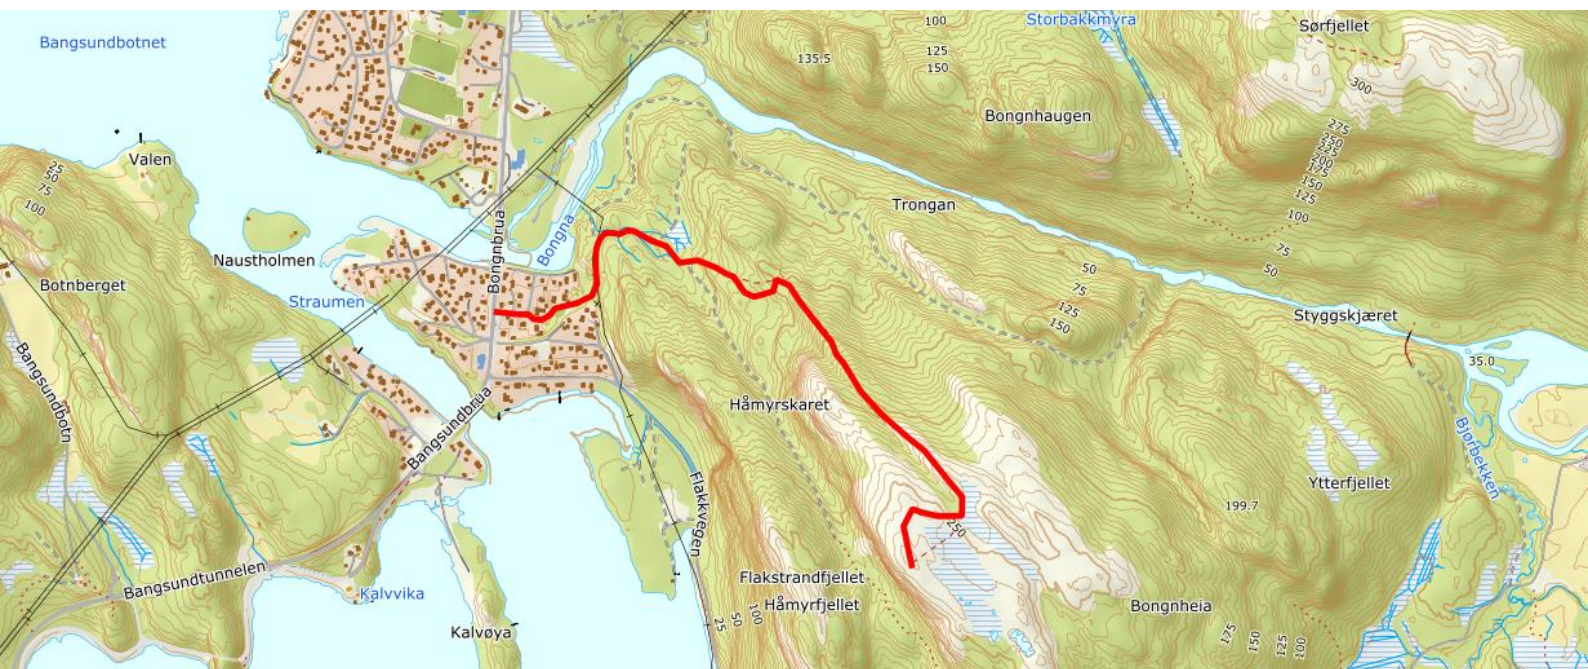 100
Storbakkmyra
Sørfjellet
Bangsundbotnet
125
150
135.5
300
Bongnhaugen
275
250
225
200
175
150
125
100
75
50
Valen
25
50
75
100
Trongan
Bongnbrua
Bongna
Naustholmen
Botnberget
Straumen
50
75
125
150
Styggskjæret
35.0
Bangsundbotn
Bangsundbrua
Håmyrskaret
Bjørbekken
Ytterfjellet
199.7
250
Flakkvegen
Bangsundtunnelen
Kalvvika
Flakstrandfjellet
Håmyrfjellet
Bongnheia
Kalvøya
25
50
100
175
150
125
100